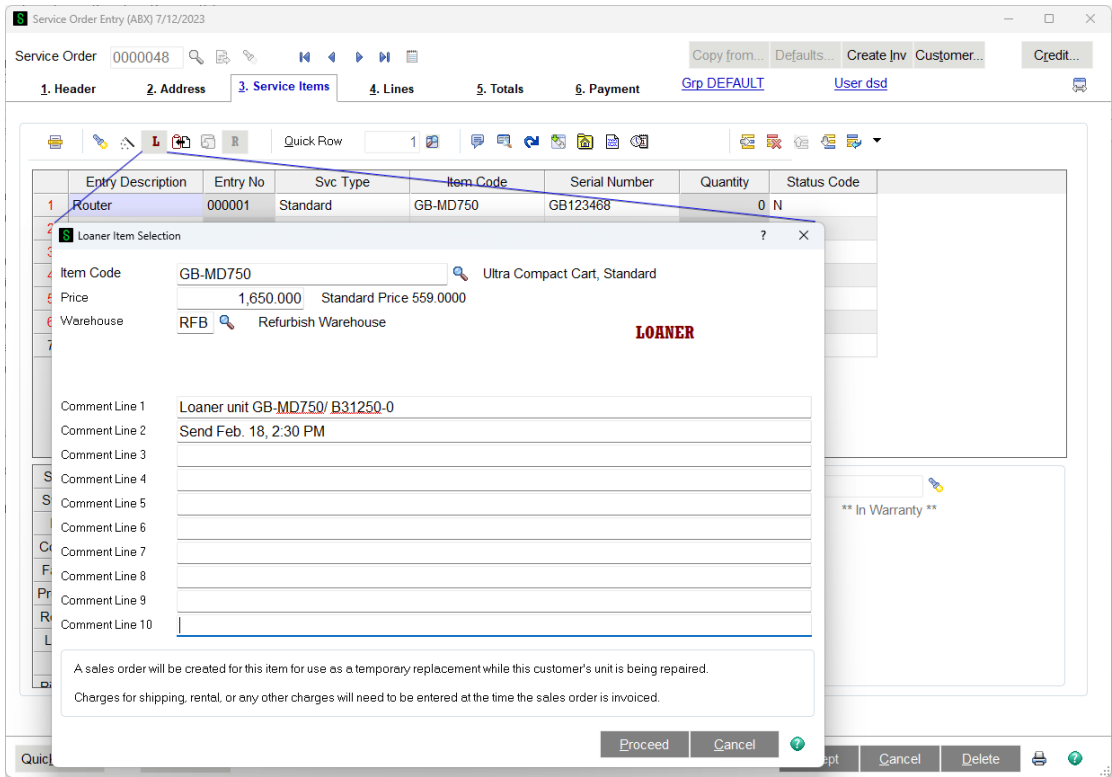 Service Order Entry (ABX) 7/12/2023
Service Order 0000048 Copy from... Defaults... Create Inv Customer... Credit...
1. Header 2. Address 3. Service Items 4. Lines 5. Totals 6. Payment Grp DEFAULT User dsd
L R Quick Row 1
Entry Description Entry No Svc Type Item Code Serial Number Quantity Status Code
1 Router 000001 Standard GB-MD750 GB123468 0 N
2
Loaner Item Selection ?
Item Code GB-MD750 Ultra Compact Cart, Standard
Price 1,650.000 Standard Price 559.0000
Warehouse RFB Refurbish Warehouse
LOANER
7
Comment Line 1 Loaner unit GB-MD750/ B31250-0
Comment Line 2 Send Feb. 18, 2:30 PM
Comment Line 3
Comment Line 4
Comment Line 5
Comment Line 6
** In Warranty **
Comment Line 7
Comment Line 8
Comment Line 9
Comment Line 10
A sales order will be created for this item for use as a temporary replacement while this customer's unit is being repaired.
Charges for shipping, rental, or any other charges will need to be entered at the time the sales order is invoiced.
Proceed Cancel
Cancel Delete